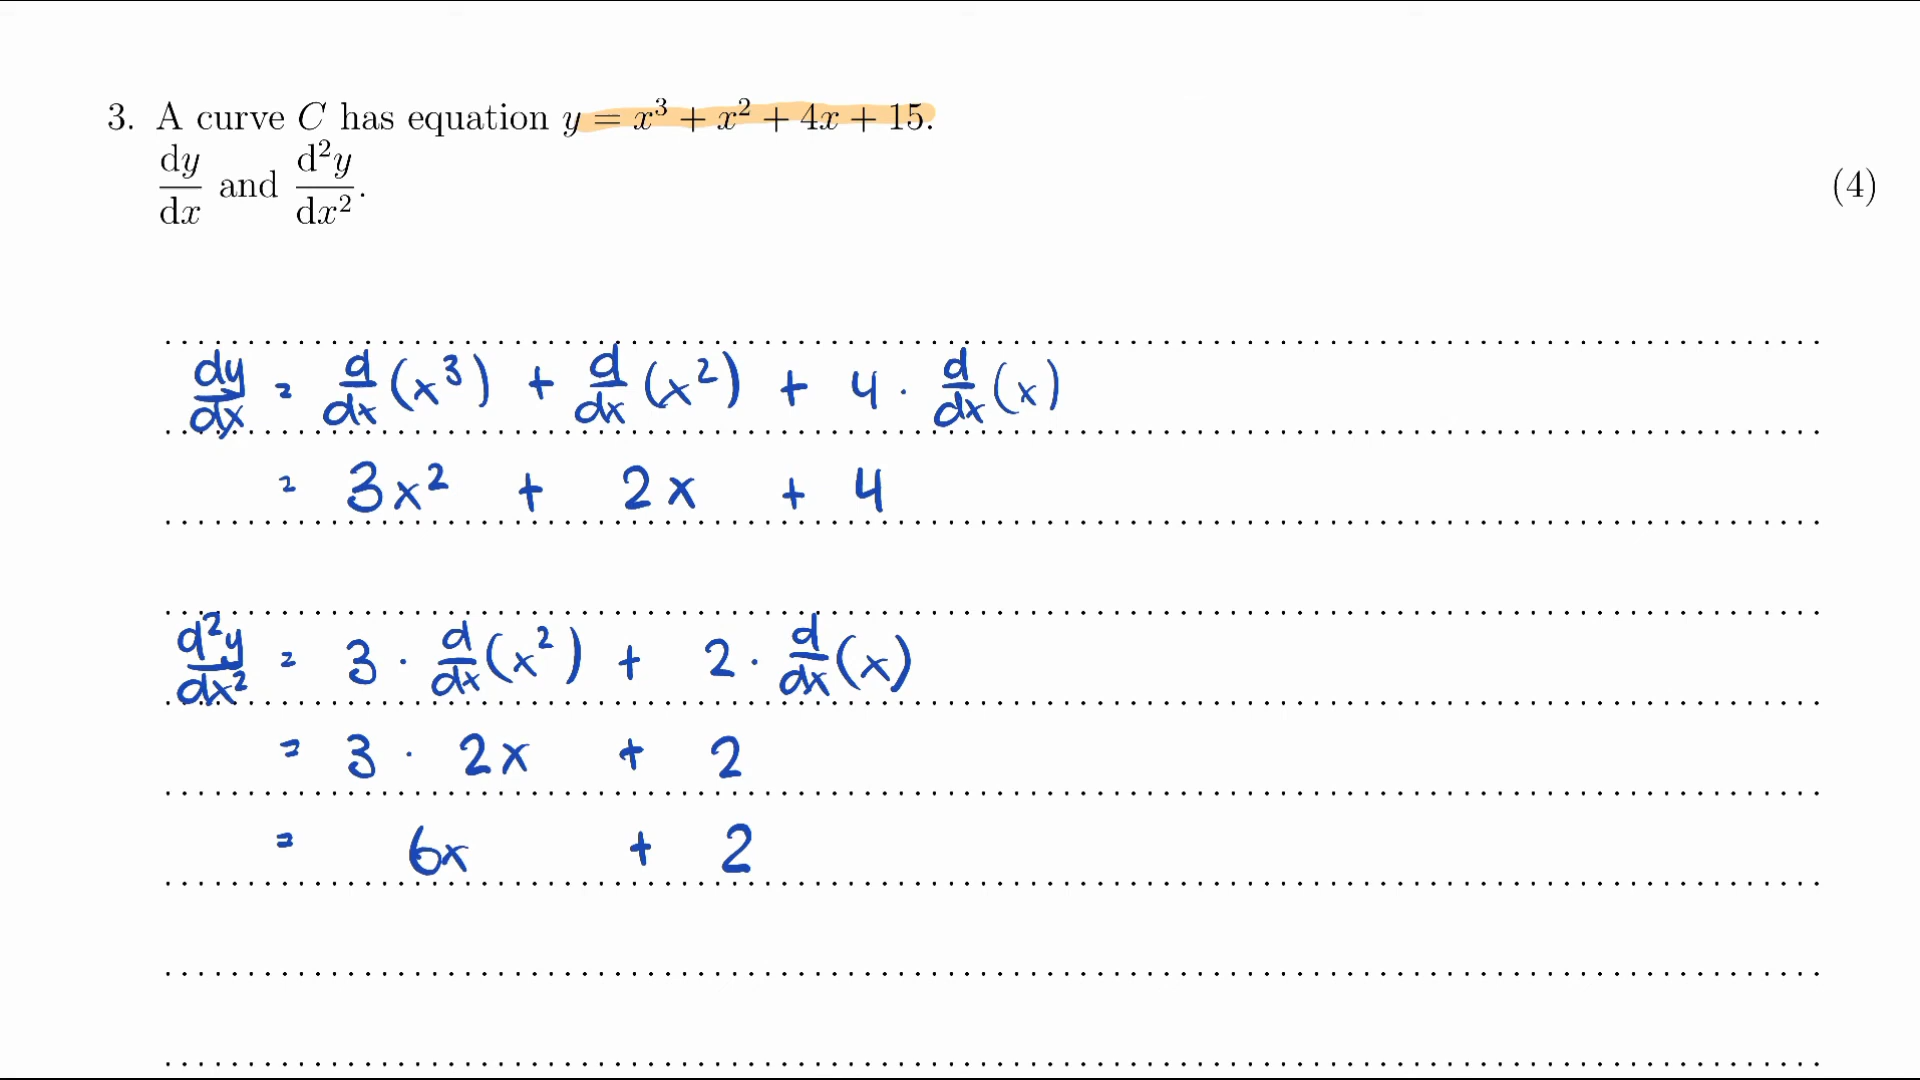 3. A curve C has equation y = x³ + x² + 4x + 15.
dy/dx and d²y/dx². (4)
dy/dx = d/dx (x³) + d/dx (x²) + 4 · d/dx (x)
= 3x² + 2x + 4
d²y/dx² = 3 · d/dx (x²) + 2 · d/dx (x)
= 3 · 2x + 2
= 6x + 2